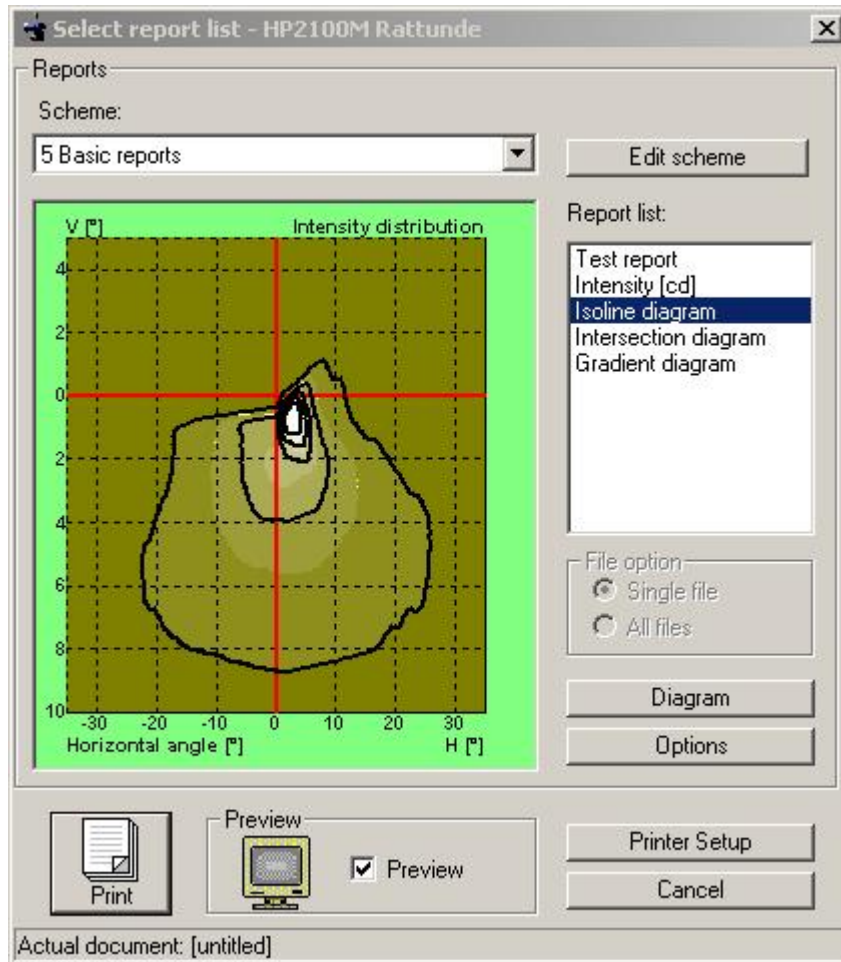 Select report list - HP2100M Rattunde
Reports
Scheme:
5 Basic reports
Edit scheme
V [°]
Intensity distribution
4
2
0
2
4
6
8
10
-30 -20 -10 0 10 20 30
Horizontal angle [°]
H [°]
Report list:
Test report
Intensity [cd]
Isoline diagram
Intersection diagram
Gradient diagram
File option
Single file
All files
Diagram
Options
Print
Preview
Preview
Printer Setup
Cancel
Actual document: [untitled]